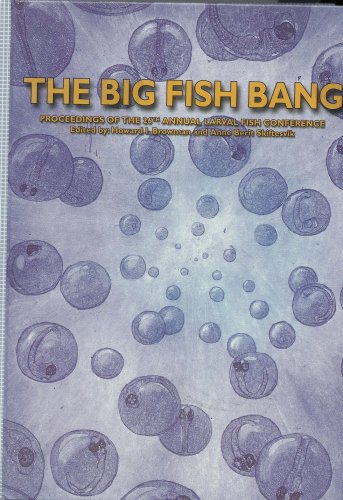 THE BIG FISH BANG
PROCEEDINGS OF THE 26TH ANNUAL LARVAL FISH CONFERENCE
Edited by: Howard I. Browman and Anne Berit Skiftesvik